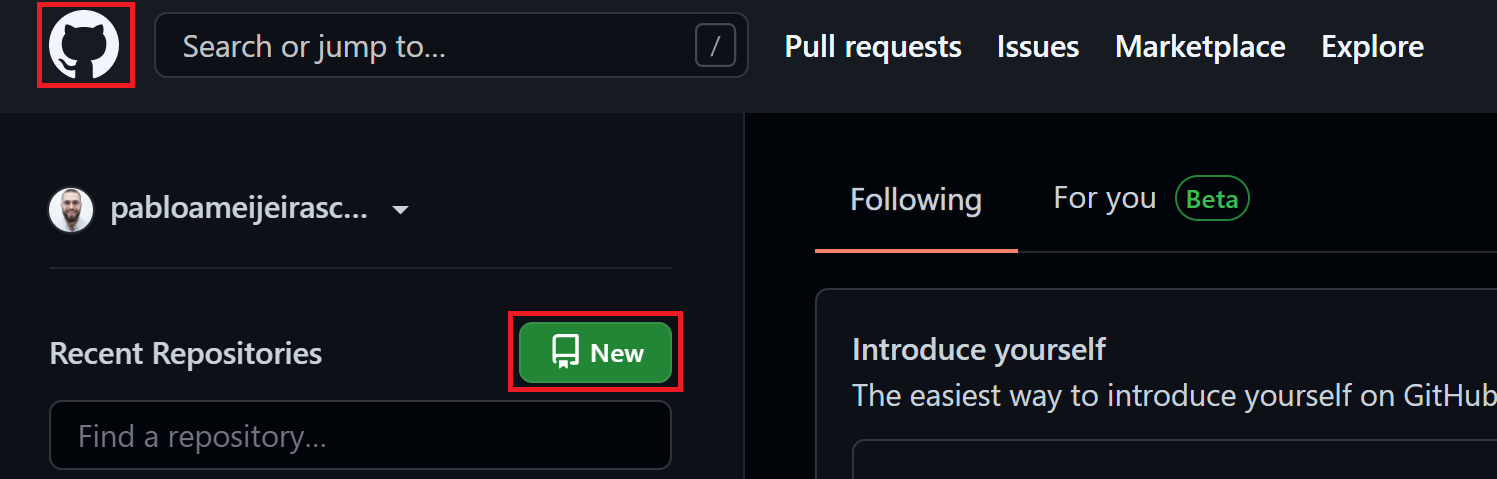 Search or jump to... /
Pull requests Issues Marketplace Explore
pabloameijeirasc...
Following For you Beta
Recent Repositories New
Find a repository...
Introduce yourself
The easiest way to introduce yourself on GitHub